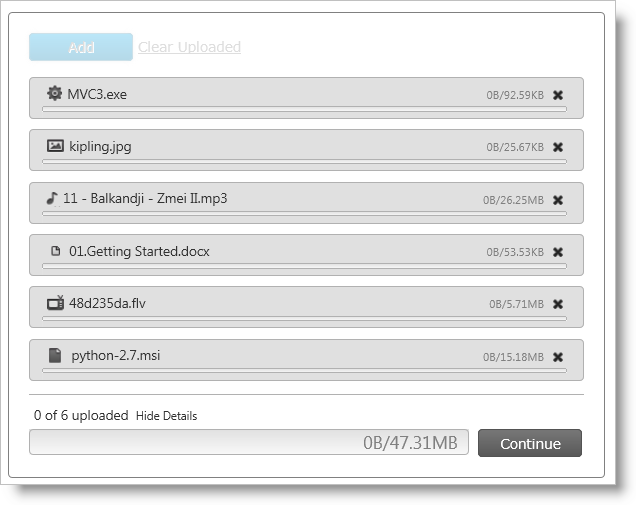 Add Clear Uploaded
MVC3.exe 0B/92.59KB
kipling.jpg 0B/25.67KB
11 - Balkandji - Zmei II.mp3 0B/26.25MB
01.Getting Started.docx 0B/53.53KB
48d235da.flv 0B/5.71MB
python-2.7.msi 0B/15.18MB
0 of 6 uploaded Hide Details
0B/47.31MB Continue